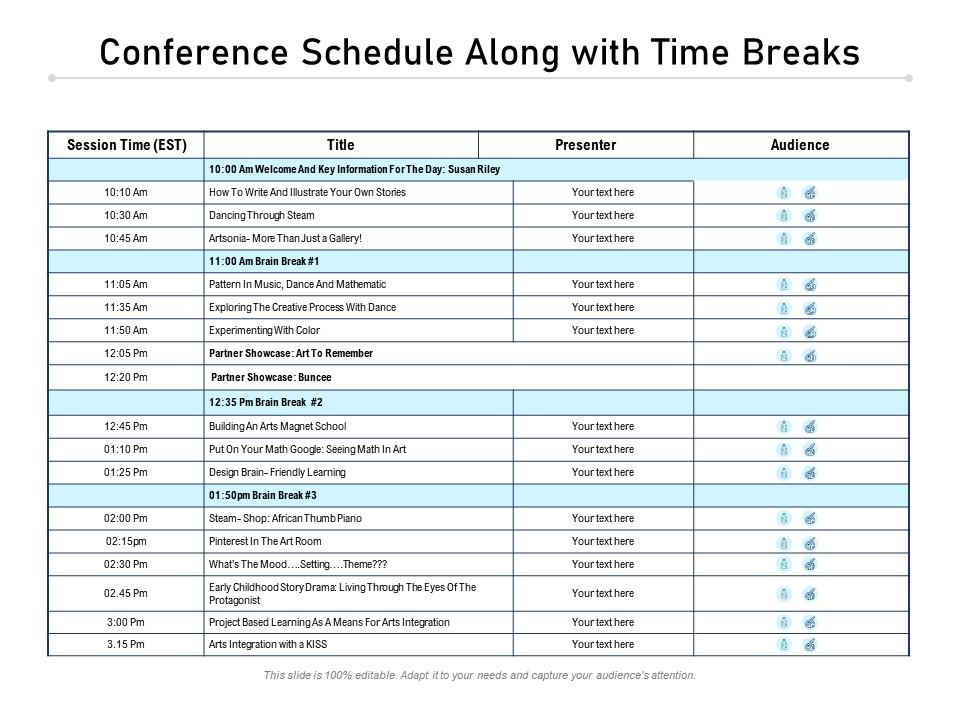 Conference Schedule Along with Time Breaks
Session Time (EST) Title Presenter Audience
10:00 Am Welcome And Key Information For The Day: Susan Riley
10:10 Am How To Write And Illustrate Your Own Stories Your text here
10:30 Am Dancing Through Steam Your text here
10:45 Am Artsonia- More Than Just a Gallery! Your text here
11:00 Am Brain Break #1
11:05 Am Pattern In Music, Dance And Mathematic Your text here
11:35 Am Exploring The Creative Process With Dance Your text here
11:50 Am Experimenting With Color Your text here
12:05 Pm Partner Showcase: Art To Remember
12:20 Pm Partner Showcase: Buncee
12:35 Pm Brain Break #2
12:45 Pm Building An Arts Magnet School Your text here
01:10 Pm Put On Your Math Google: Seeing Math In Art Your text here
01:25 Pm Design Brain- Friendly Learning Your text here
01:50pm Brain Break #3
02:00 Pm Steam- Shop: African Thumb Piano Your text here
02:15pm Pinterest In The Art Room Your text here
02:30 Pm What's The Mood….Setting….Theme??? Your text here
02.45 Pm Early Childhood Story Drama: Living Through The Eyes Of The
Protagonist Your text here
3:00 Pm Project Based Learning As A Means For Arts Integration Your text here
3.15 Pm Arts Integration with a KISS Your text here
This slide is 100% editable. Adapt it to your needs and capture your audience's attention.